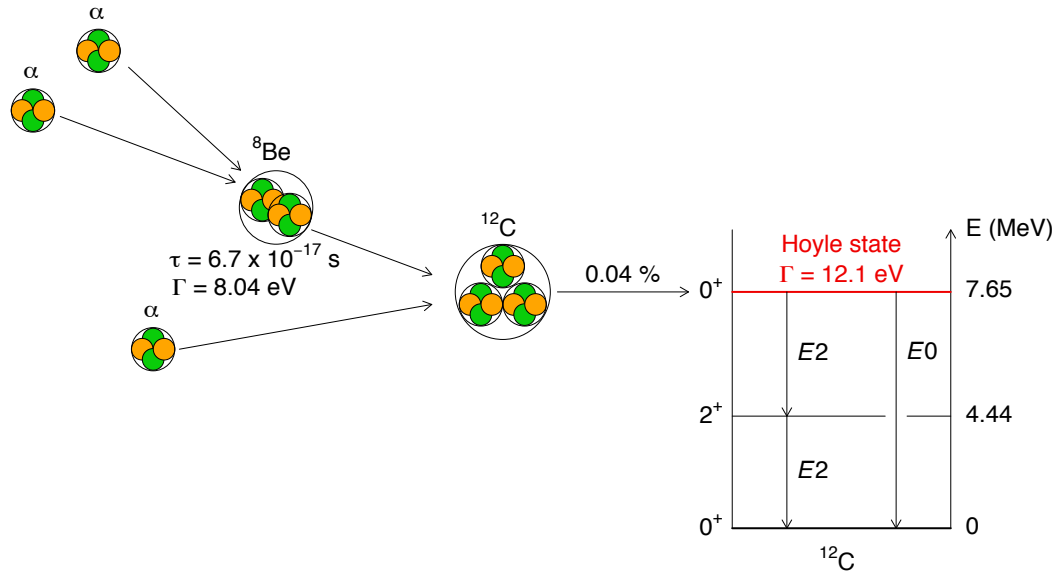 α
α
⁸Be
τ = 6.7 x 10⁻¹⁷ s
Γ = 8.04 eV
α
¹²C
0.04 %
E (MeV)
Hoyle state
Γ = 12.1 eV
0⁺
7.65
E2
E0
2⁺
4.44
E2
0⁺
0
¹²C